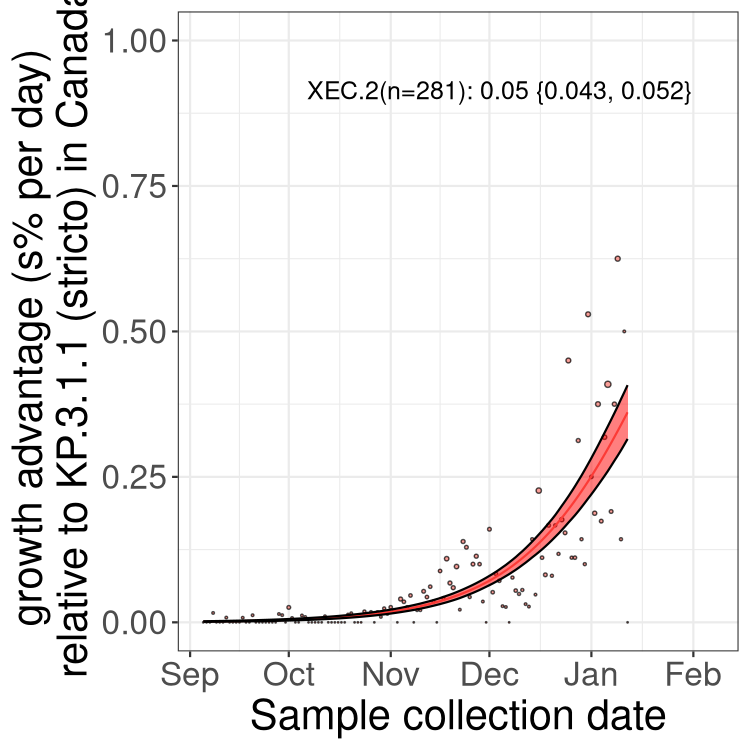 growth advantage (s% per day)
relative to KP.3.1.1 (stricto) in Canada
1.00
0.75
0.50
0.25
0.00
XEC.2(n=281): 0.05 {0.043, 0.052}
Sep Oct Nov Dec Jan Feb
Sample collection date